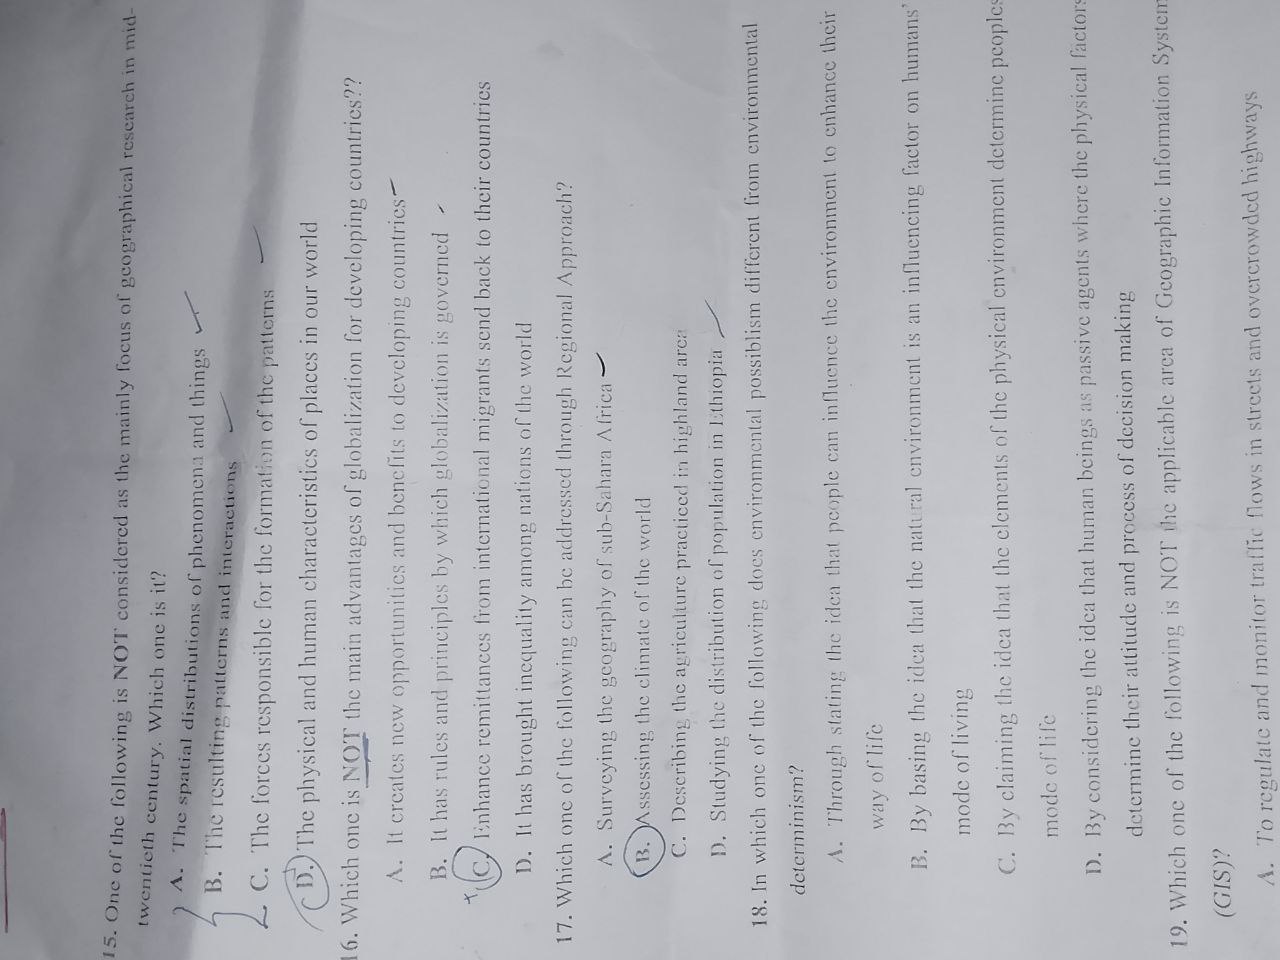 15. One of the following is NOT considered as the mainly focus of geographical research in mid-
twentieth century. Which one is it?
A. The spatial distributions of phenomena and things
B. The resulting patterns and interactions
C. The forces responsible for the formation of the patterns
D. The physical and human characteristics of places in our world
16. Which one is NOT the main advantages of globalization for developing countries??
A. It creates new opportunities and benefits to developing countries
B. It has rules and principles by which globalization is governed
C. Enhance remittances from international migrants send back to their countries
D. It has brought inequality among nations of the world
17. Which one of the following can be addressed through Regional Approach?
A. Surveying the geography of sub-Sahara Africa
B. Assessing the climate of the world
C. Describing the agriculture practiced in highland area
D. Studying the distribution of population in Ethiopia
18. In which one of the following does environmental possiblism different from environmental
determinism?
A. Through stating the idea that people can influence the environment to enhance their
way of life
B. By basing the idea that the natural environment is an influencing factor on humans'
mode of living
C. By claiming the idea that the elements of the physical environment determine peoples
mode of life
D. By considering the idea that human beings as passive agents where the physical factors
determine their attitude and process of decision making
19. Which one of the following is NOT the applicable area of Geographic Information System
(GIS)?
A. To regulate and monitor traffic flows in streets and overcrowded highways